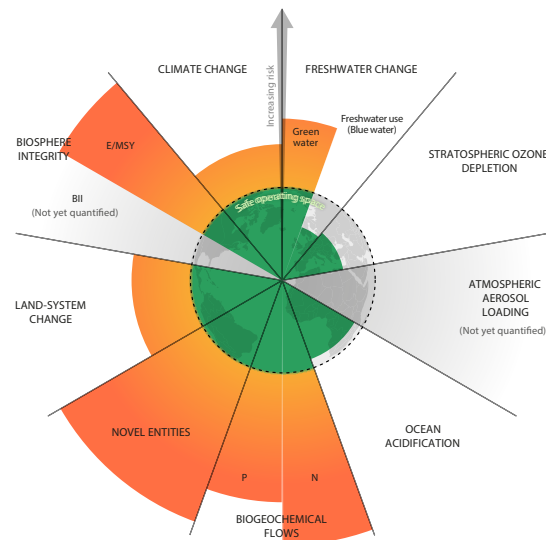 CLIMATE CHANGE
FRESHWATER CHANGE
Increasing risk
Freshwater use
(Blue water)
Green
water
BIOSPHERE
INTEGRITY
E/MSY
STRATOSPHERIC OZONE
DEPLETION
BII
(Not yet quantified)
Safe operating space
LAND-SYSTEM
CHANGE
ATMOSPHERIC
AEROSOL
LOADING
(Not yet quantified)
NOVEL ENTITIES
OCEAN
ACIDIFICATION
P
N
BIOGEOCHEMICAL
FLOWS